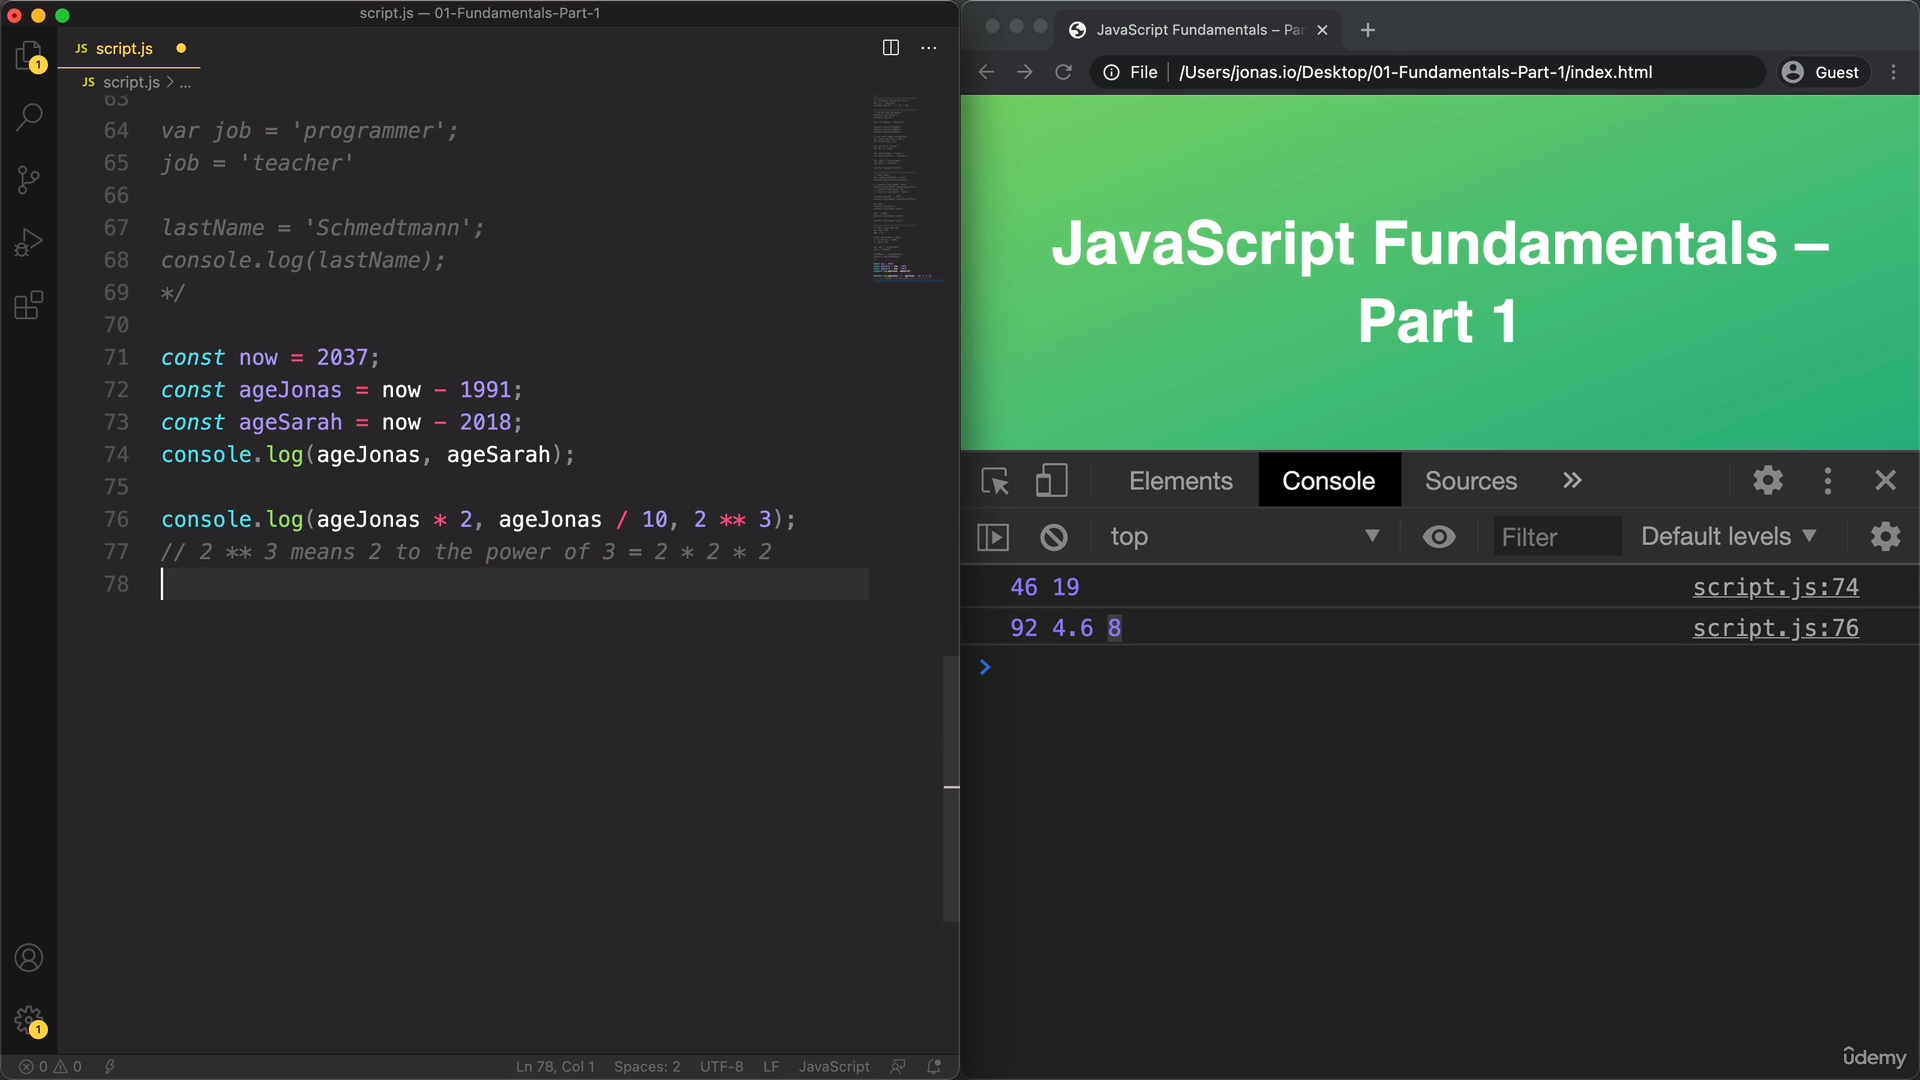 script.js — 01-Fundamentals-Part-1
JS script.js
JS script.js > ...
63
64 var job = 'programmer';
65 job = 'teacher'
66
67 lastName = 'Schmedtmann';
68 console.log(lastName);
69 */
70
71 const now = 2037;
72 const ageJonas = now - 1991;
73 const ageSarah = now - 2018;
74 console.log(ageJonas, ageSarah);
75
76 console.log(ageJonas * 2, ageJonas / 10, 2 ** 3);
77 // 2 ** 3 means 2 to the power of 3 = 2 * 2 * 2
78
1
1
0 0
Ln 78, Col 1 Spaces: 2 UTF-8 LF JavaScript
JavaScript Fundamentals – Par
File /Users/jonas.io/Desktop/01-Fundamentals-Part-1/index.html Guest
JavaScript Fundamentals –
Part 1
Elements Console Sources »
top Filter Default levels
46 19 script.js:74
92 4.6 8 script.js:76
>
ûdemy